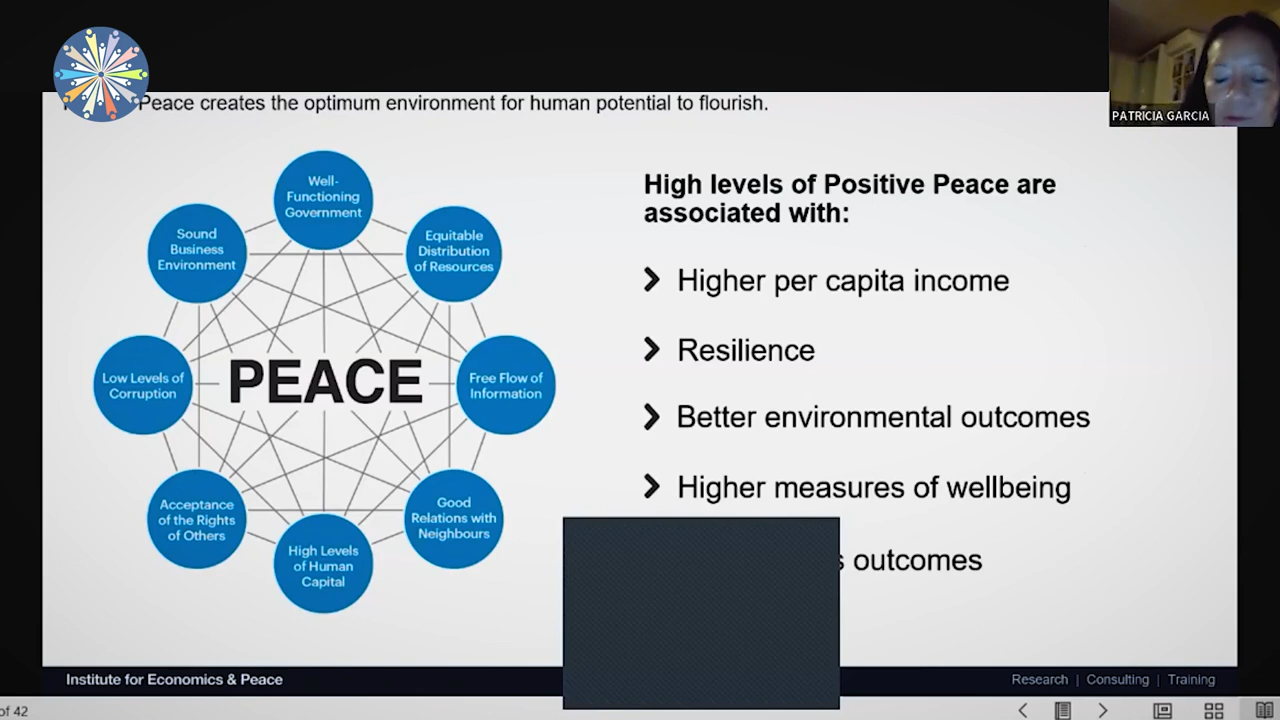 Peace creates the optimum environment for human potential to flourish.
PATRICIA GARCIA
Well-
Functioning
Government
Equitable
Distribution
of Resources
Free Flow of
Information
Good
Relations with
Neighbours
High Levels
of Human
Capital
Acceptance
of the Rights
of Others
Low Levels of
Corruption
Sound
Business
Environment
PEACE
High levels of Positive Peace are
associated with:
Higher per capita income
Resilience
Better environmental outcomes
Higher measures of wellbeing
outcomes
Institute for Economics & Peace
Research | Consulting | Training
of 42